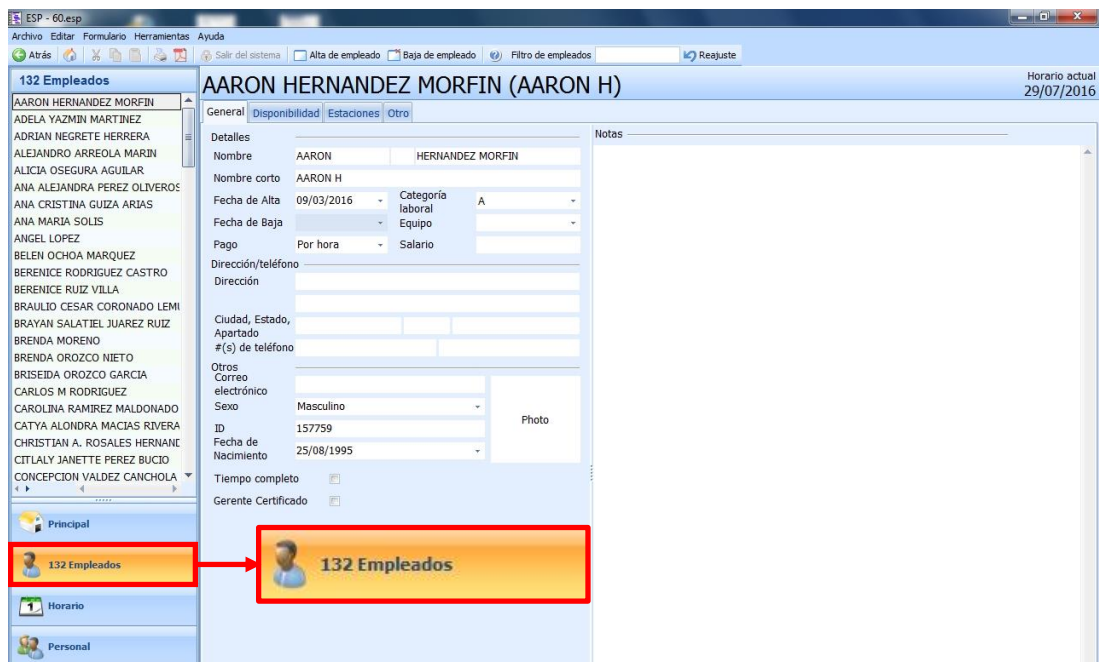 ESP - 60.esp
Archivo Editar Formulario Herramientas Ayuda
Atrás Salir del sistema Alta de empleado Baja de empleado Filtro de empleados Reajuste
132 Empleados
AARON HERNANDEZ MORFIN
ADELA YAZMIN MARTINEZ
ADRIAN NEGRETE HERRERA
ALEJANDRO ARREOLA MARIN
ALICIA OSEGURA AGUILAR
ANA ALEJANDRA PEREZ OLIVEROS
ANA CRISTINA GUIZA ARIAS
ANA MARIA SOLIS
ANGEL LOPEZ
BELEN OCHOA MARQUEZ
BERENICE RODRIGUEZ CASTRO
BERENICE RUIZ VILLA
BRAULIO CESAR CORONADO
BRAYAN SALATIEL JUAREZ RUIZ
BRENDA MORENO
BRENDA OROZCO NIETO
BRISEIDA OROZCO GARCIA
CARLOS M RODRIGUEZ
CAROLINA RAMIREZ MALDONADO
CATYA ALONDRA MACIAS RIVERA
CHRISTIAN A. ROSALES
CITLALY JANETTE PEREZ BUCIO
CONCEPCION VALDEZ CANCHOLA
Principal
132 Empleados
1 Horario
Personal
AARON HERNANDEZ MORFIN (AARON H)
Horario actual
29/07/2016
General Disponibilidad Estaciones Otro
Detalles
Nombre AARON HERNANDEZ MORFIN
Nombre corto AARON H
Fecha de Alta 09/03/2016 Categoría laboral A
Fecha de Baja Equipo
Pago Por hora Salario
Dirección/teléfono
Dirección
Ciudad, Estado,
Apartado
#(s) de teléfono
Otros
Correo
electrónico
Sexo Masculino
ID 157759
Fecha de
Nacimiento 25/08/1995
Photo
Tiempo completo
Gerente Certificado
132 Empleados
Notas